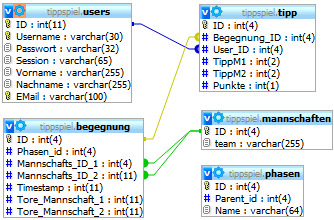 tippspiel.users
ID : int(11)
Username : varchar(30)
Passwort : varchar(32)
Session : varchar(65)
Vorname : varchar(255)
Nachname : varchar(255)
EMail : varchar(100)
tippspiel.tipp
ID : int(4)
Begegnung_ID : int(4)
User_ID : int(4)
TippM1 : int(2)
TippM2 : int(2)
Punkte : int(1)
tippspiel.begegnung
ID : int(4)
Phasen_id : int(4)
Mannschafts_ID_1 : int(4)
Mannschafts_ID_2 : int(11)
Timestamp : int(11)
Tore_Mannschaft_1 : int(11)
Tore_Mannschaft_2 : int(11)
tippspiel.mannschaften
ID : int(4)
team : varchar(255)
tippspiel.phasen
ID : int(4)
Parent_id : int(4)
Name : varchar(64)